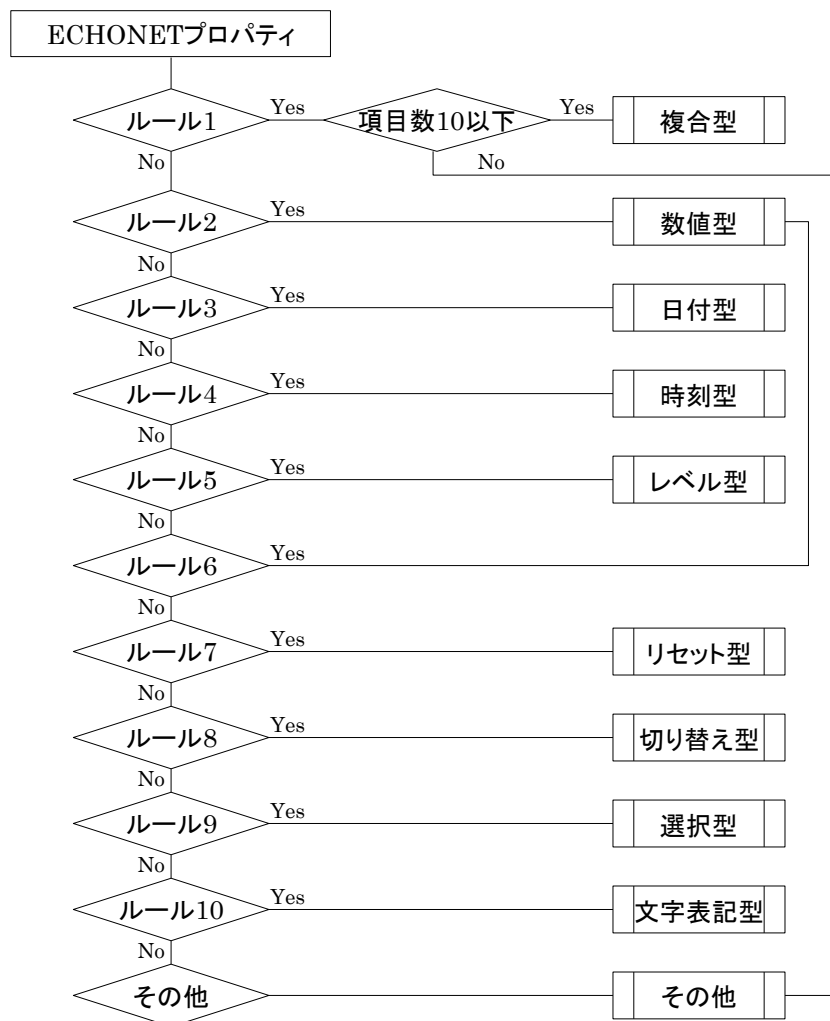 ECHONETプロパティ
ルール1
Yes
項目数10以下
Yes
複合型
No
No
ルール2
Yes
数値型
No
ルール3
Yes
日付型
No
ルール4
Yes
時刻型
No
ルール5
Yes
レベル型
No
ルール6
Yes
No
ルール7
Yes
リセット型
No
ルール8
Yes
切り替え型
No
ルール9
Yes
選択型
No
ルール10
Yes
文字表記型
No
その他
その他